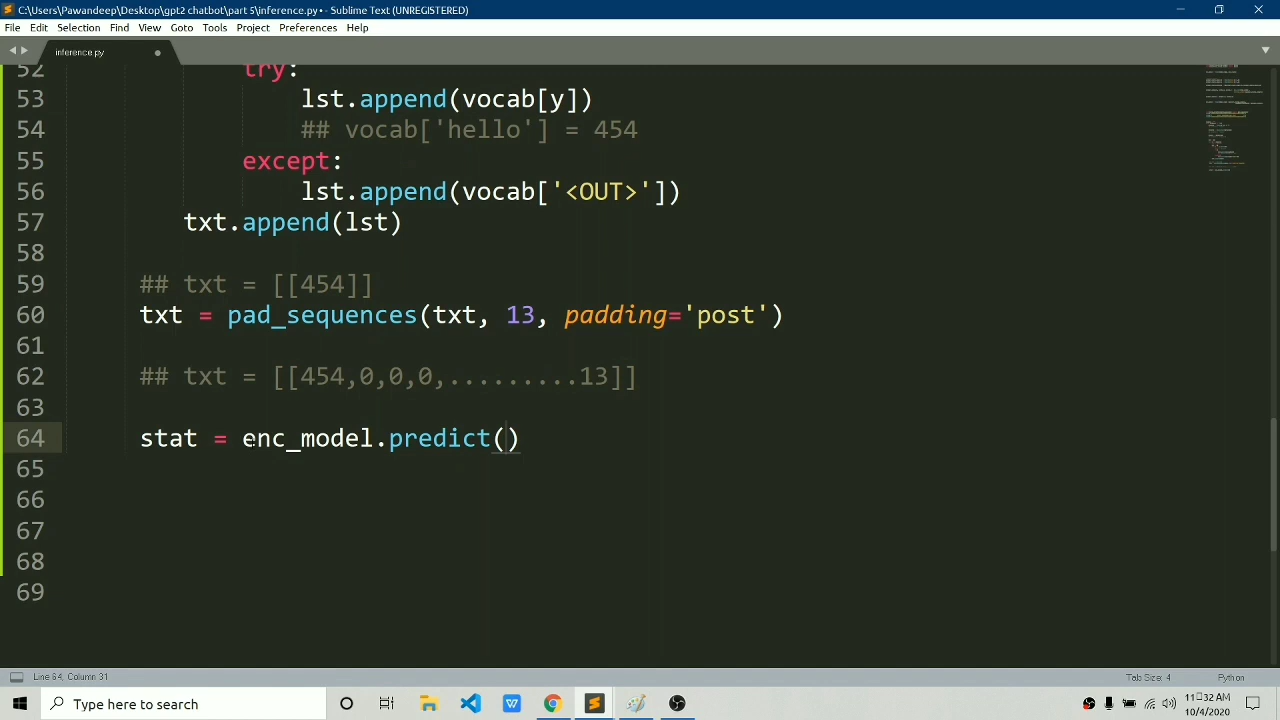 C:\Users\Pawandeep\Desktop\gpt2 chatbot\part 5\inference.py • - Sublime Text (UNREGISTERED)
File Edit Selection Find View Goto Tools Project Preferences Help
inference.py
52 try:
53 lst.append(vocab[y])
54 ## vocab['hello'] = 454
55 except:
56 lst.append(vocab['<OUT>'])
57 txt.append(lst)
58
59 ## txt = [[454]]
60 txt = pad_sequences(txt, 13, padding='post')
61
62 ## txt = [[454,0,0,0,.........13]]
63
64 stat = enc_model.predict()
65
66
67
68
69
Line 64, Column 31
Tab Size: 4
Python
Type here to search
11:32 AM
10/4/2020